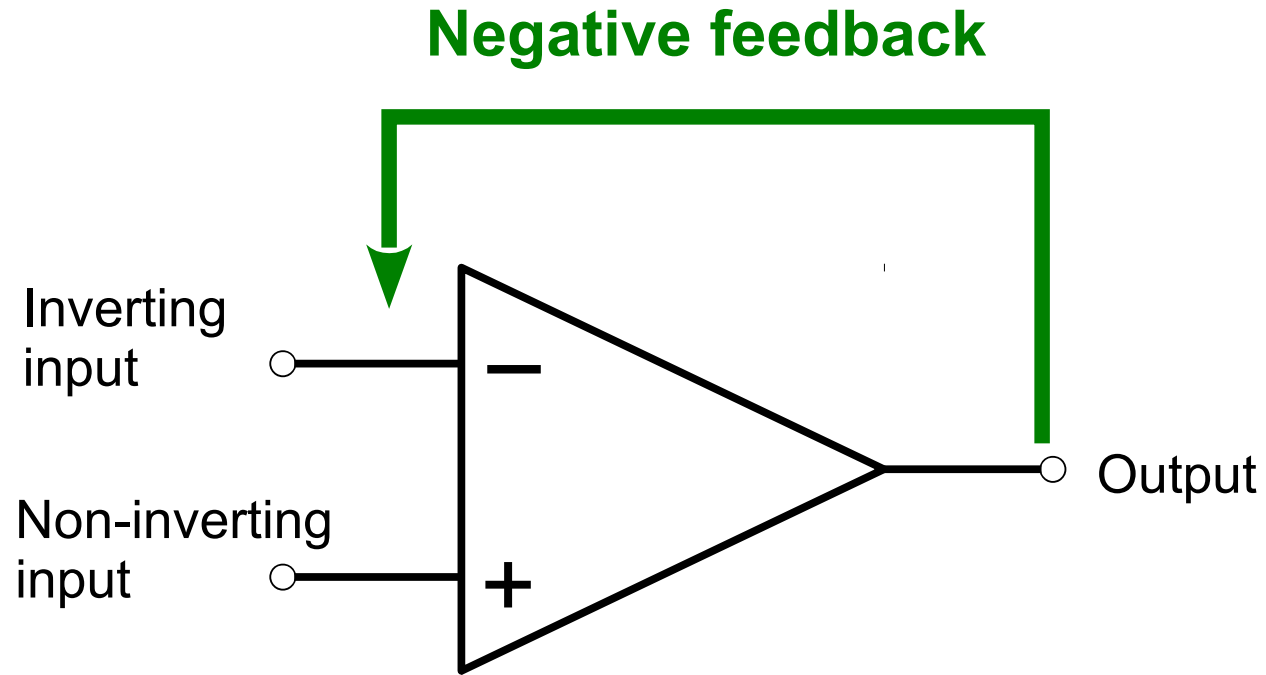 Negative feedback
Inverting
input
−
Non-inverting
input
+
Output